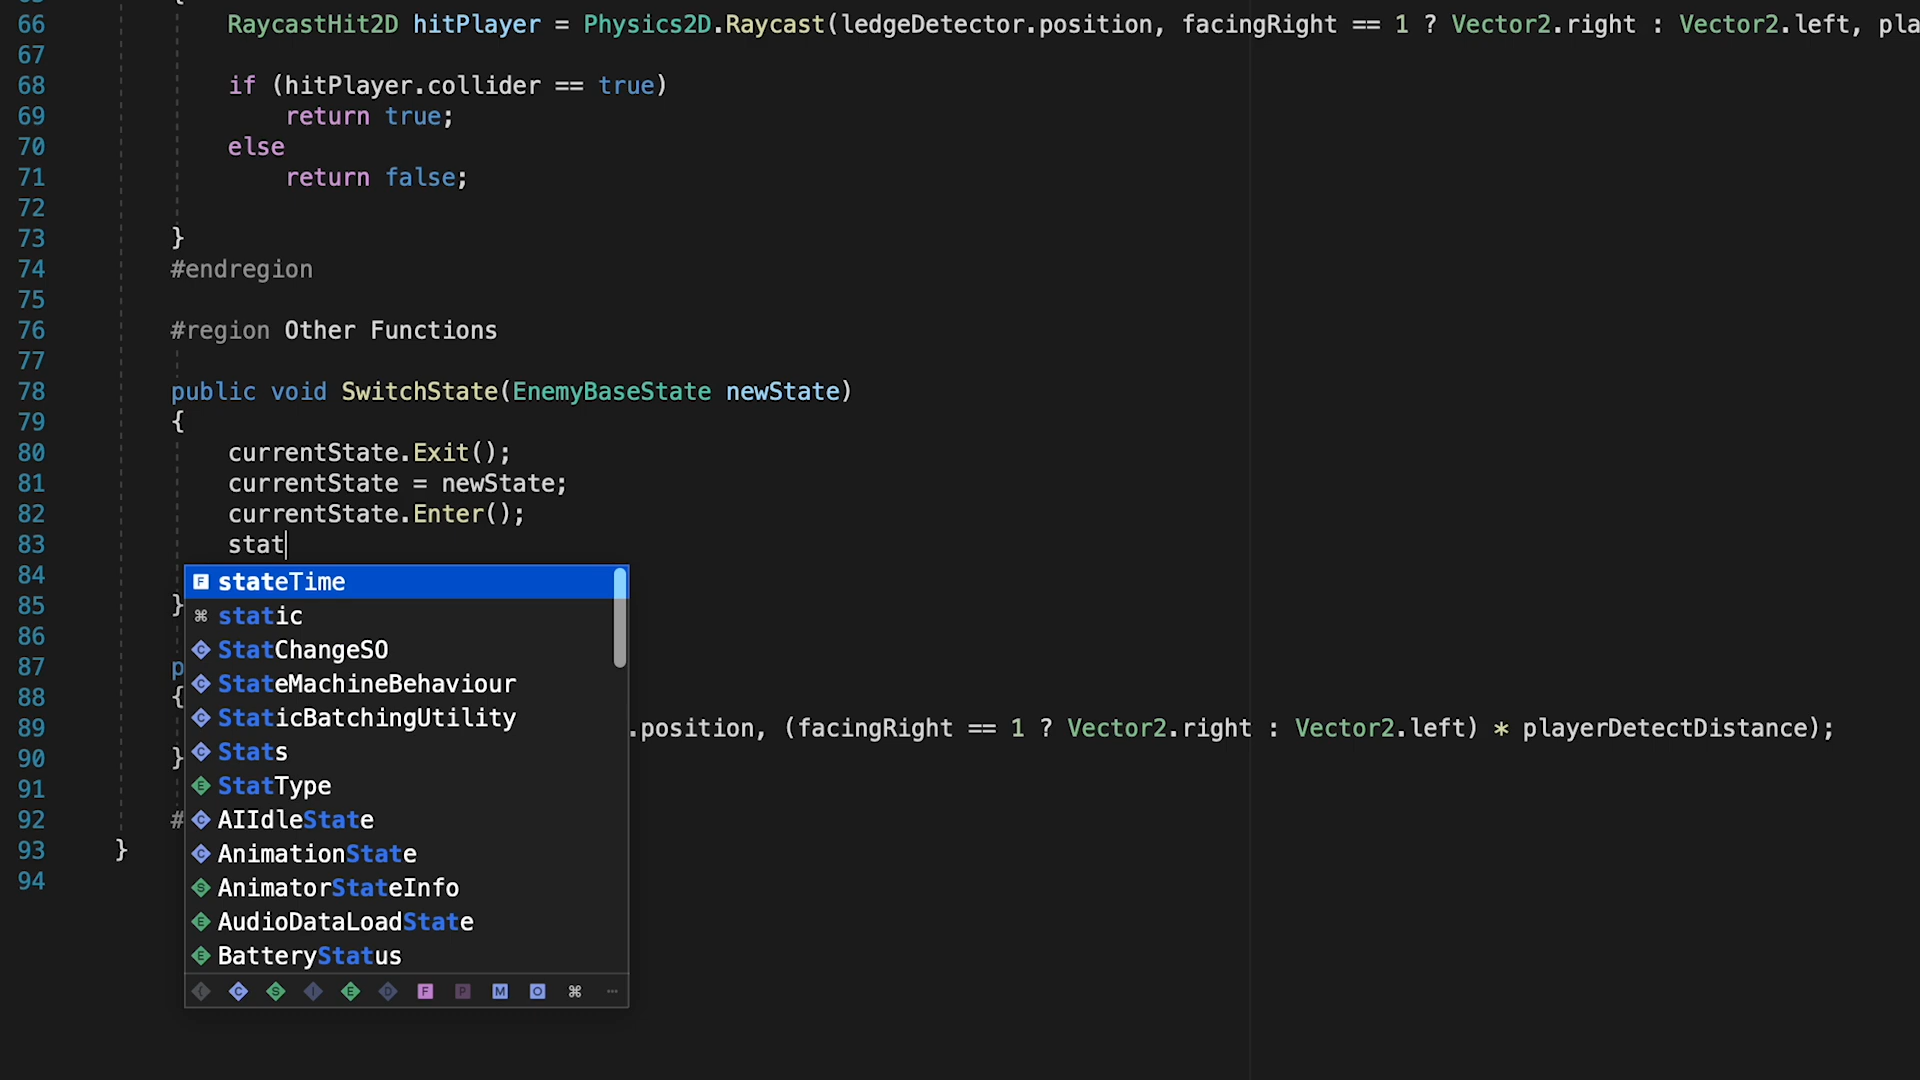 66 RaycastHit2D hitPlayer = Physics2D.Raycast(ledgeDetector.position, facingRight == 1 ? Vector2.right : Vector2.left, pla
67
68 if (hitPlayer.collider == true)
69 return true;
70 else
71 return false;
72
73 }
74 #endregion
75
76 #region Other Functions
77
78 public void SwitchState(EnemyBaseState newState)
79 {
80 currentState.Exit();
81 currentState = newState;
82 currentState.Enter();
83 stat
84
85 }
86
87 p
88 {
89 .position, (facingRight == 1 ? Vector2.right : Vector2.left) * playerDetectDistance);
90 }
91
92 #
93 }
94
F stateTime
⌘ static
C StatChangeSO
C StateMachineBehaviour
C StaticBatchingUtility
C Stats
E StatType
C AIIdleState
C AnimationState
S AnimatorStateInfo
E AudioDataLoadState
E BatteryStatus
{ C S I E D F P M O ⌘ ···